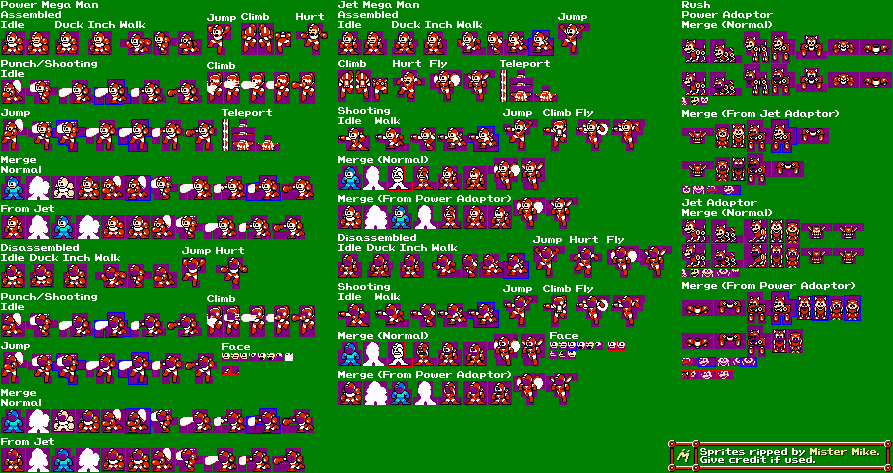 Power Mega Man
Assembled
Idle Duck Inch Walk Jump Climb Hurt
Punch/Shooting
Idle Climb
Jump Teleport
Merge
Normal
From Jet
Disassembled
Idle Duck Inch Walk Jump Hurt
Punch/Shooting
Idle Climb
Jump Face
Merge
Normal
From Jet
Jet Mega Man
Assembled
Idle Duck Inch Walk Jump
Climb Hurt Fly Teleport
Shooting
Idle Walk Jump Climb Fly
Merge (Normal)
Merge (From Power Adaptor)
Disassembled
Idle Duck Inch Walk Jump Hurt Fly
Shooting
Idle Walk Jump Climb Fly
Merge (Normal) Face
Merge (From Power Adaptor)
Rush
Power Adaptor
Merge (Normal)
Merge (From Jet Adaptor)
Jet Adaptor
Merge (Normal)
Merge (From Power Adaptor)
Sprites ripped by Mister Mike.
Give credit if used.